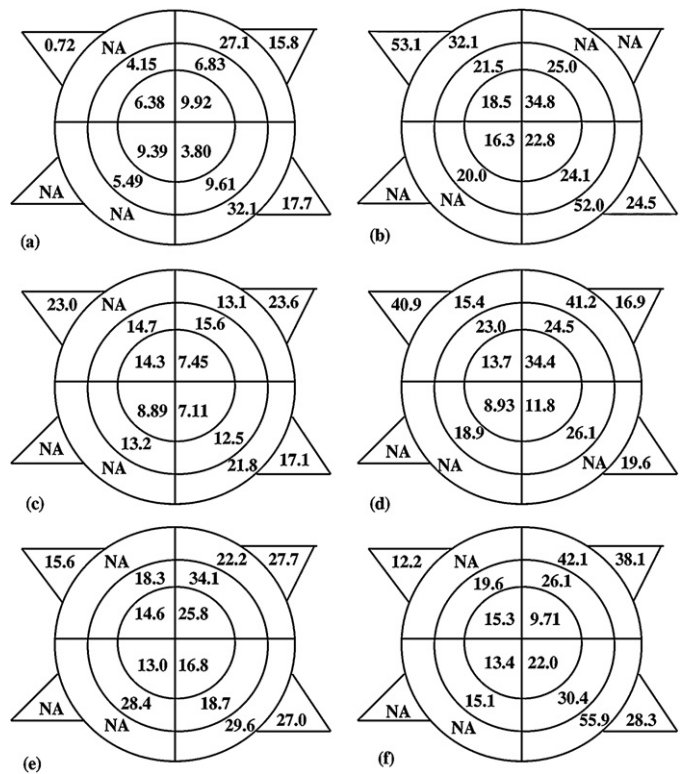 0.72 NA 27.1 15.8 53.1 32.1 NA NA
4.15 6.83 21.5 25.0
6.38 9.92 18.5 34.8
9.39 3.80 16.3 22.8
NA 5.49 9.61 NA 20.0 24.1
NA 32.1 17.7 NA 52.0 24.5
(a) (b)
23.0 NA 13.1 23.6 40.9 15.4 41.2 16.9
14.7 15.6 23.0 24.5
14.3 7.45 13.7 34.4
8.89 7.11 8.93 11.8
NA 13.2 12.5 NA 18.9 26.1
NA 21.8 17.1 NA NA 19.6
(c) (d)
15.6 NA 22.2 27.7 12.2 NA 42.1 38.1
18.3 34.1 19.6 26.1
14.6 25.8 15.3 9.71
13.0 16.8 13.4 22.0
NA 28.4 18.7 NA 15.1 30.4
NA 29.6 27.0 NA 55.9 28.3
(e) (f)